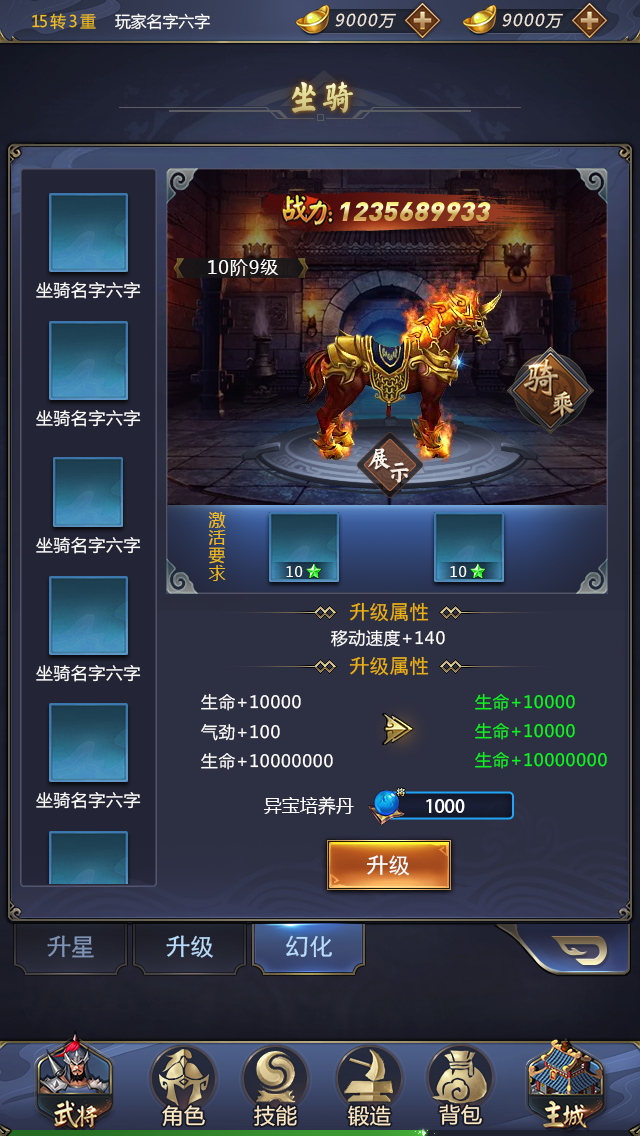 15转3重 玩家名字六字 9000万 9000万
坐骑
战力:1235689933
10阶9级
坐骑名字六字
坐骑名字六字
坐骑名字六字
坐骑名字六字
坐骑名字六字
骑乘
展示
激活要求
10 10
升级属性
移动速度+140
升级属性
生命+10000 生命+10000
气劲+100 生命+10000
生命+10000000 生命+10000000
异宝培养丹 将 1000
升级
升星 升级 幻化
武将 角色 技能 锻造 背包 主城